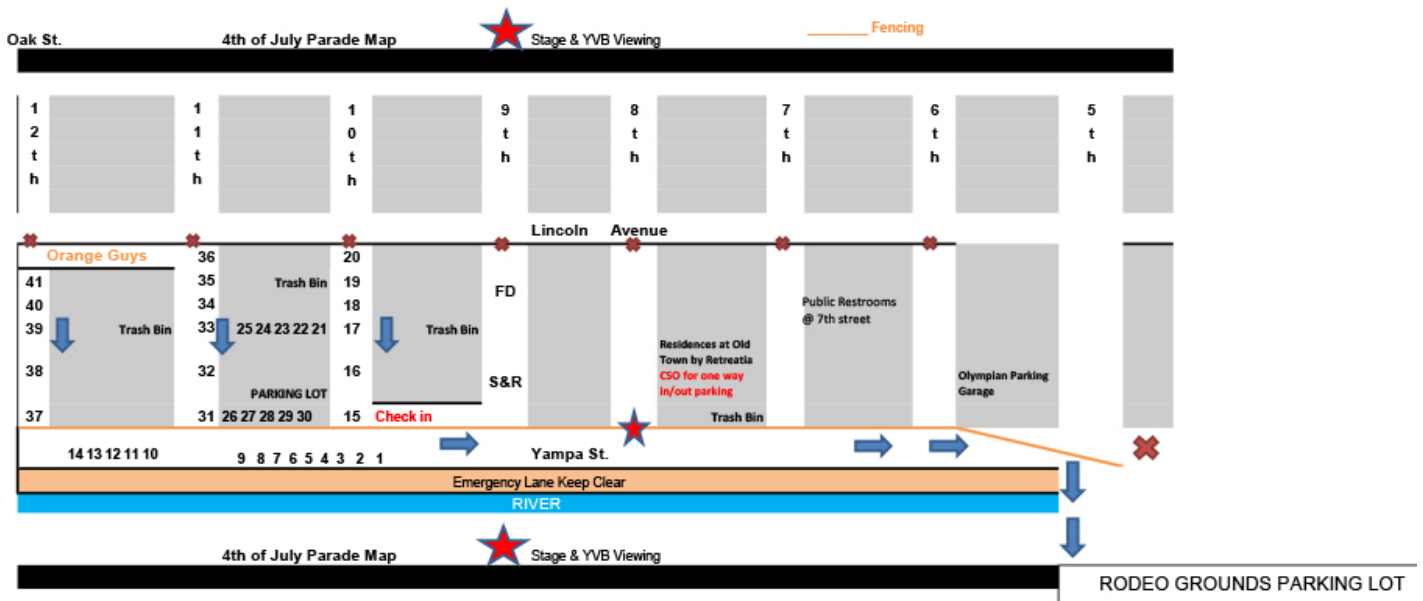 Oak St. 4th of July Parade Map Stage & YVB Viewing _______ Fencing
12th 11th 10th 9th 8th 7th 6th 5th
Lincoln Avenue
Orange Guys 36 20
41 35 Trash Bin 19 FD
40 34 18 Public Restrooms
39 Trash Bin 33 25 24 23 22 21 17 Trash Bin @ 7th street
Residences at Old
Town by Retreatia
38 32 16 S&R CSO for one way Olympian Parking
PARKING LOT in/out parking Garage
37 31 26 27 28 29 30 15 Check in Trash Bin
14 13 12 11 10 9 8 7 6 5 4 3 2 1 Yampa St.
Emergency Lane Keep Clear
RIVER
4th of July Parade Map Stage & YVB Viewing
RODEO GROUNDS PARKING LOT